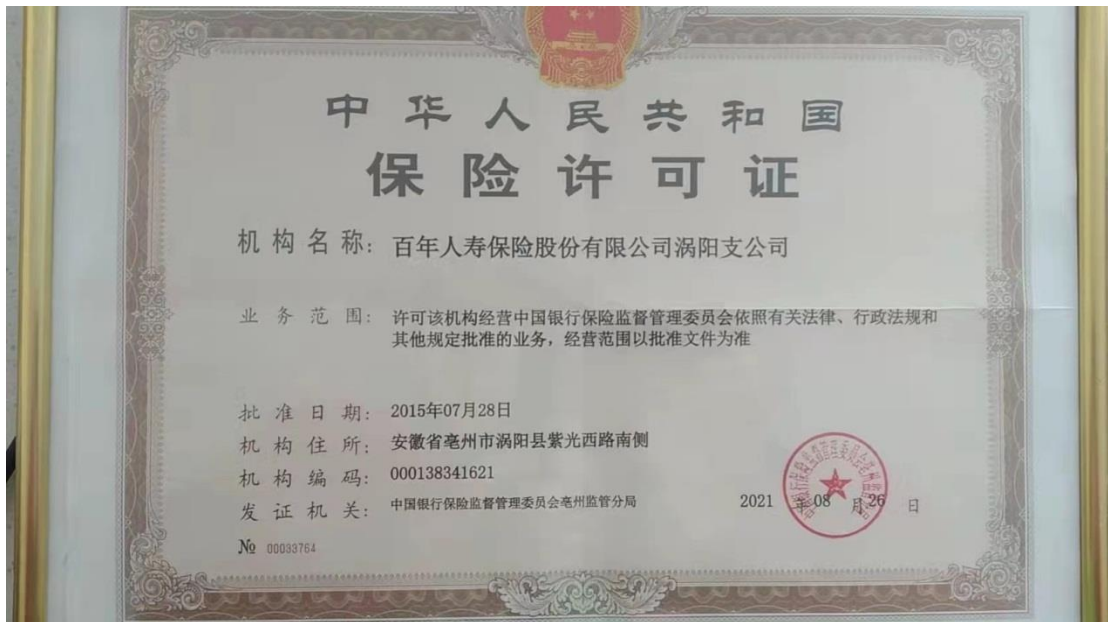 中华人民共和国
保险许可证
机构名称: 百年人寿保险股份有限公司涡阳支公司
业务范围: 许可该机构经营中国银行保险监督管理委员会依照有关法律、行政法规和
其他规定批准的业务，经营范围以批准文件为准
批准日期: 2015年07月28日
机构住所: 安徽省亳州市涡阳县紫光西路南侧
机构编码: 000138341621
发证机关: 中国银行保险监督管理委员会亳州监管分局
2021 年 08 月 26 日
№ 00033764